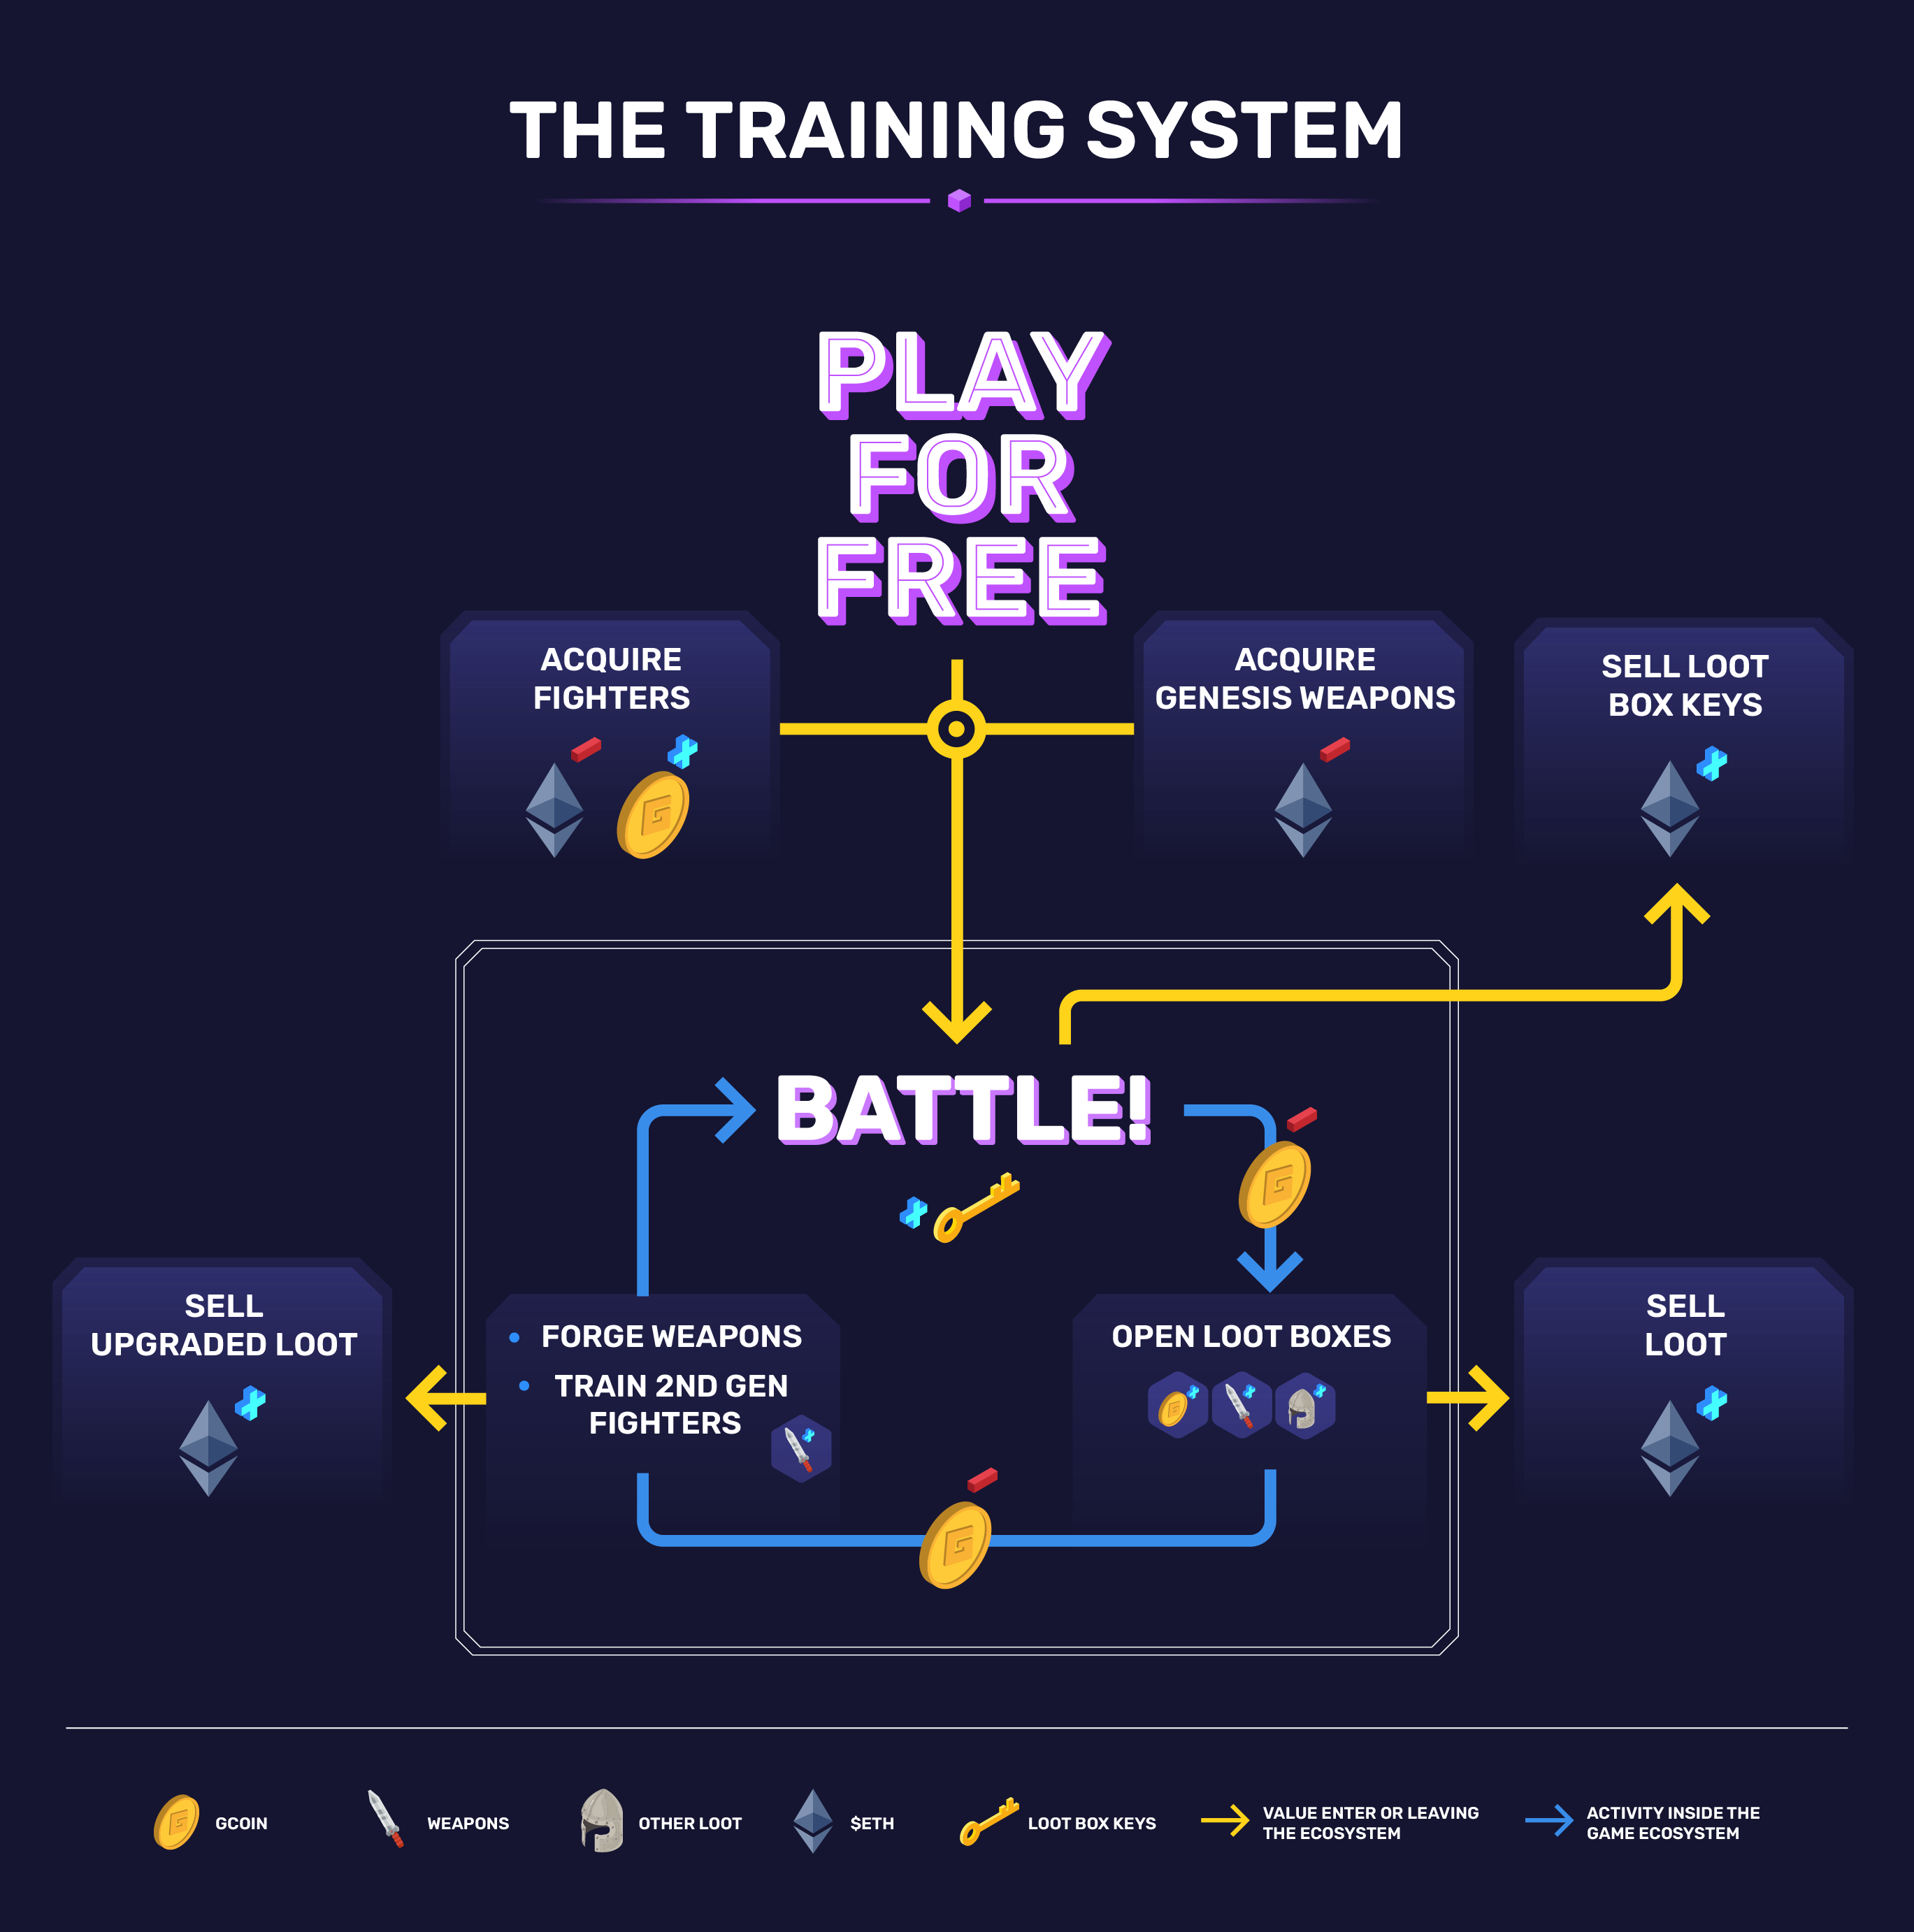 THE TRAINING SYSTEM
PLAY
FOR
FREE
ACQUIRE
FIGHTERS
ACQUIRE
GENESIS WEAPONS
SELL LOOT
BOX KEYS
BATTLE!
SELL
UPGRADED LOOT
• FORGE WEAPONS
• TRAIN 2ND GEN
FIGHTERS
OPEN LOOT BOXES
SELL
LOOT
GCOIN
WEAPONS
OTHER LOOT
$ETH
LOOT BOX KEYS
VALUE ENTER OR LEAVING
THE ECOSYSTEM
ACTIVITY INSIDE THE
GAME ECOSYSTEM